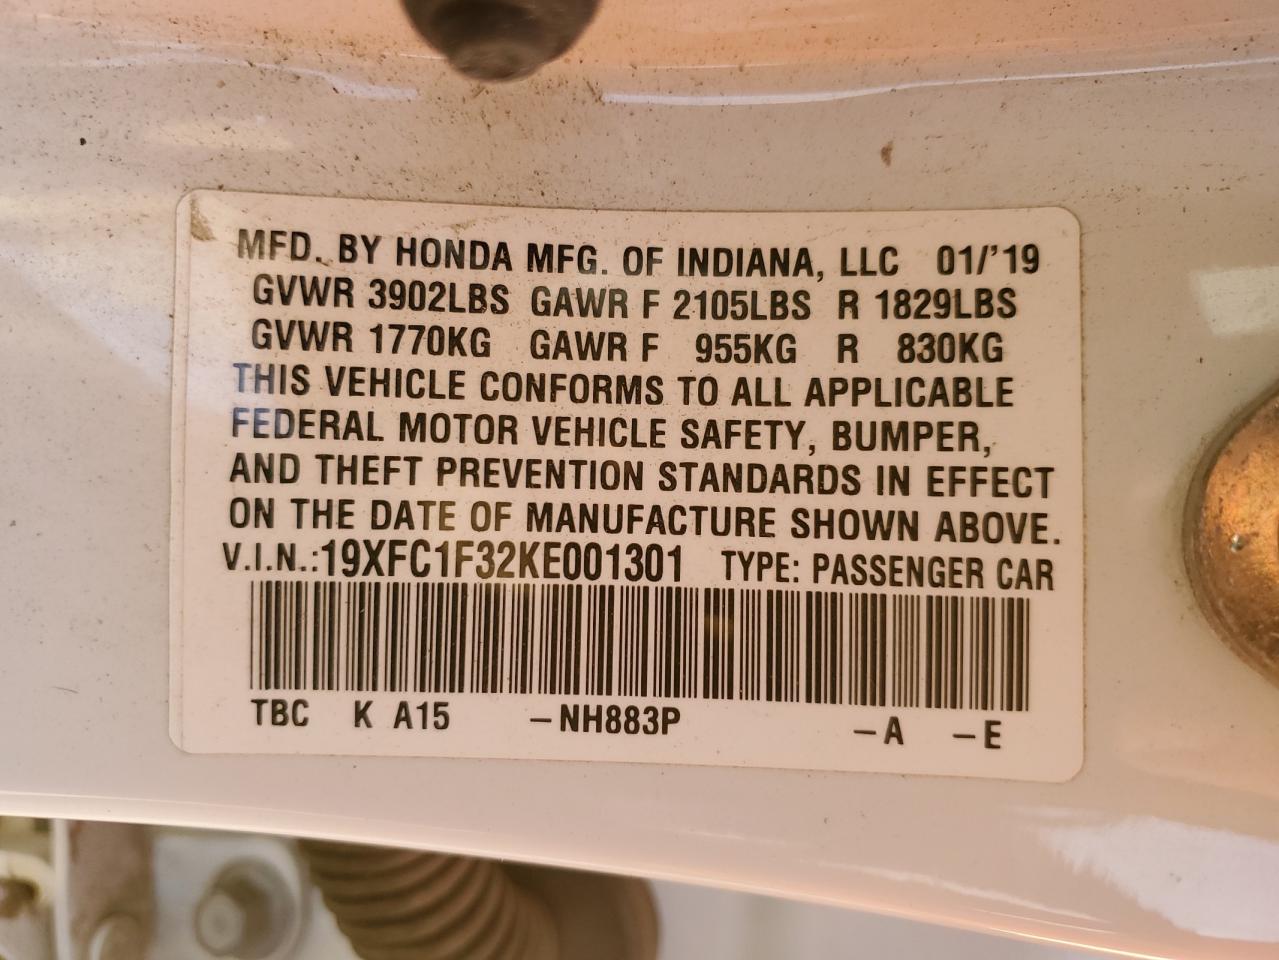 MFD. BY HONDA MFG. OF INDIANA, LLC 01/'19
GVWR 3902LBS GAWR F 2105LBS R 1829LBS
GVWR 1770KG GAWR F 955KG R 830KG
THIS VEHICLE CONFORMS TO ALL APPLICABLE
FEDERAL MOTOR VEHICLE SAFETY, BUMPER,
AND THEFT PREVENTION STANDARDS IN EFFECT
ON THE DATE OF MANUFACTURE SHOWN ABOVE.
V.I.N.:19XFC1F32KE001301 TYPE: PASSENGER CAR
TBC K A15 –NH883P –A –E